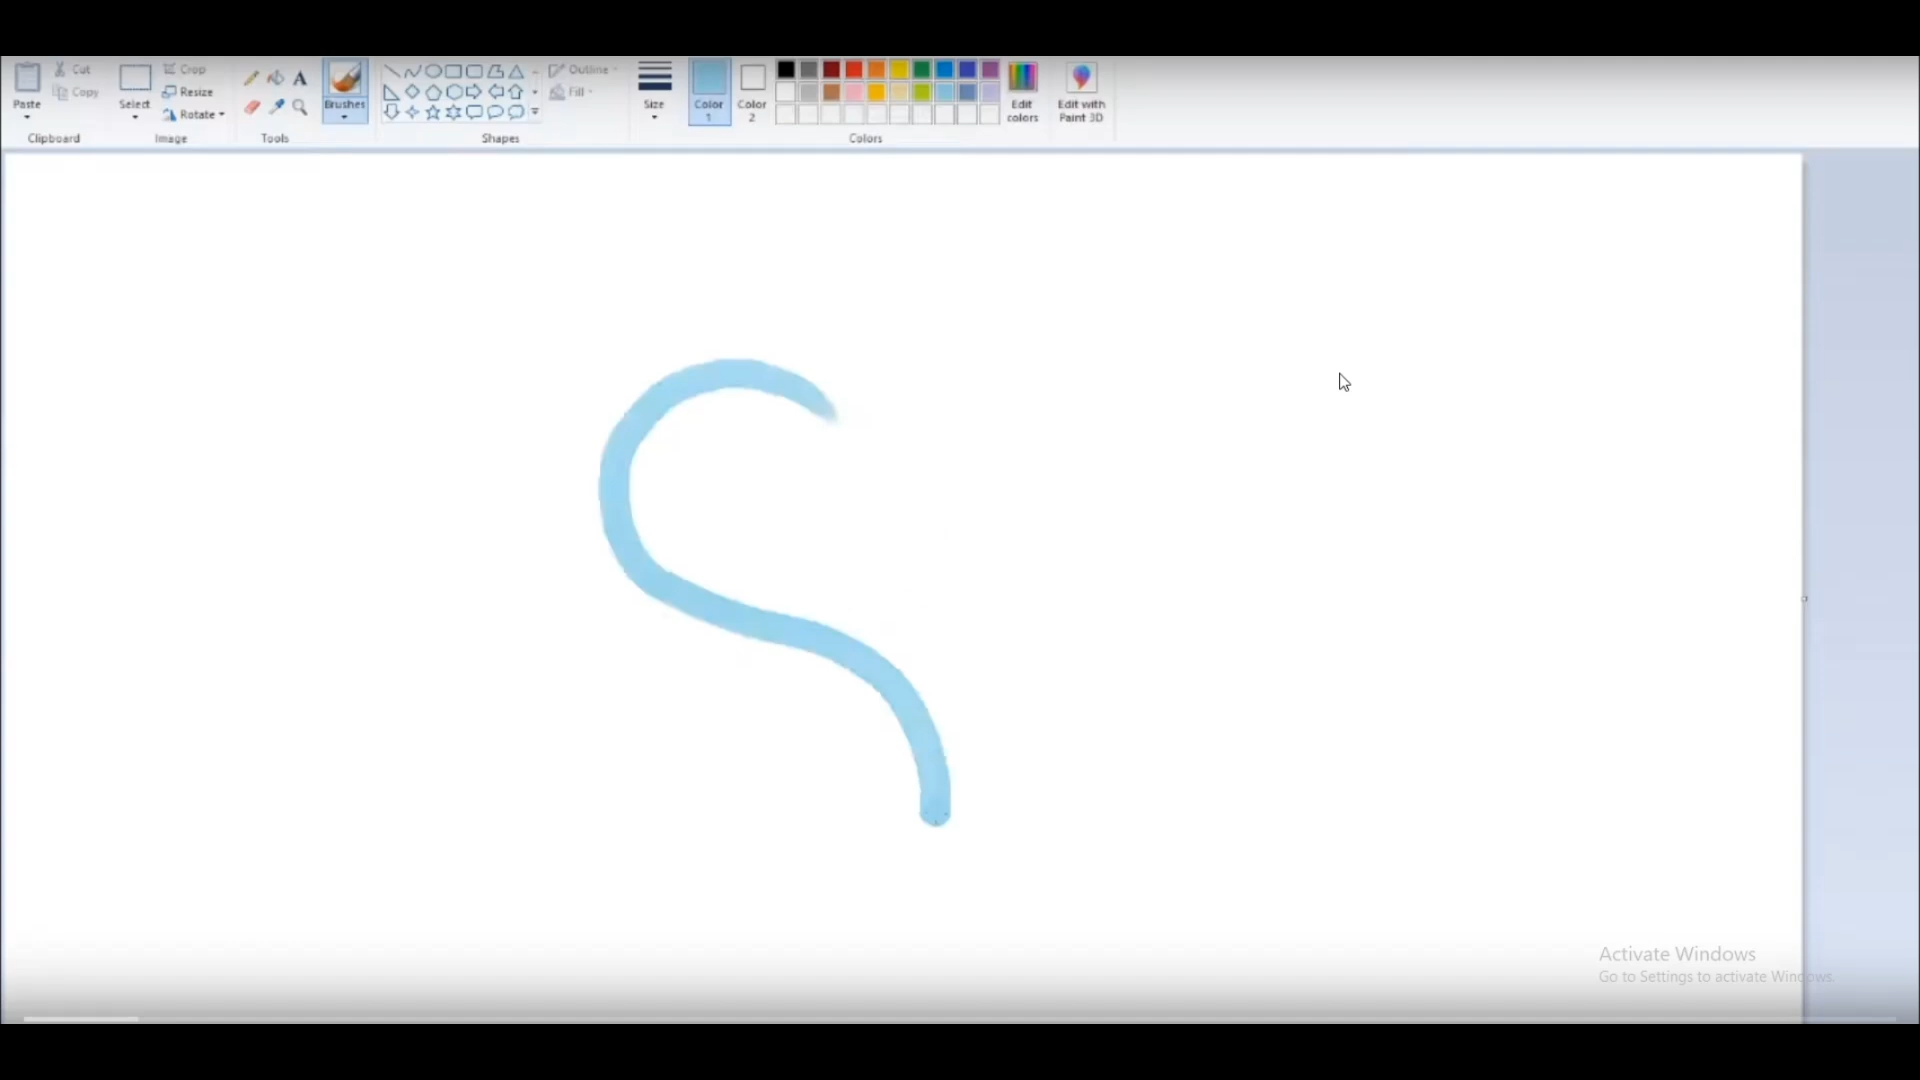 Cut
Crop
Outline
Copy
Resize
Fill
Paste
Select
Rotate
A
Brushes
Size
Color 1
Color 2
Edit colors
Edit with Paint 3D
Clipboard
Image
Tools
Shapes
Colors
Activate Windows
Go to Settings to activate Windows.